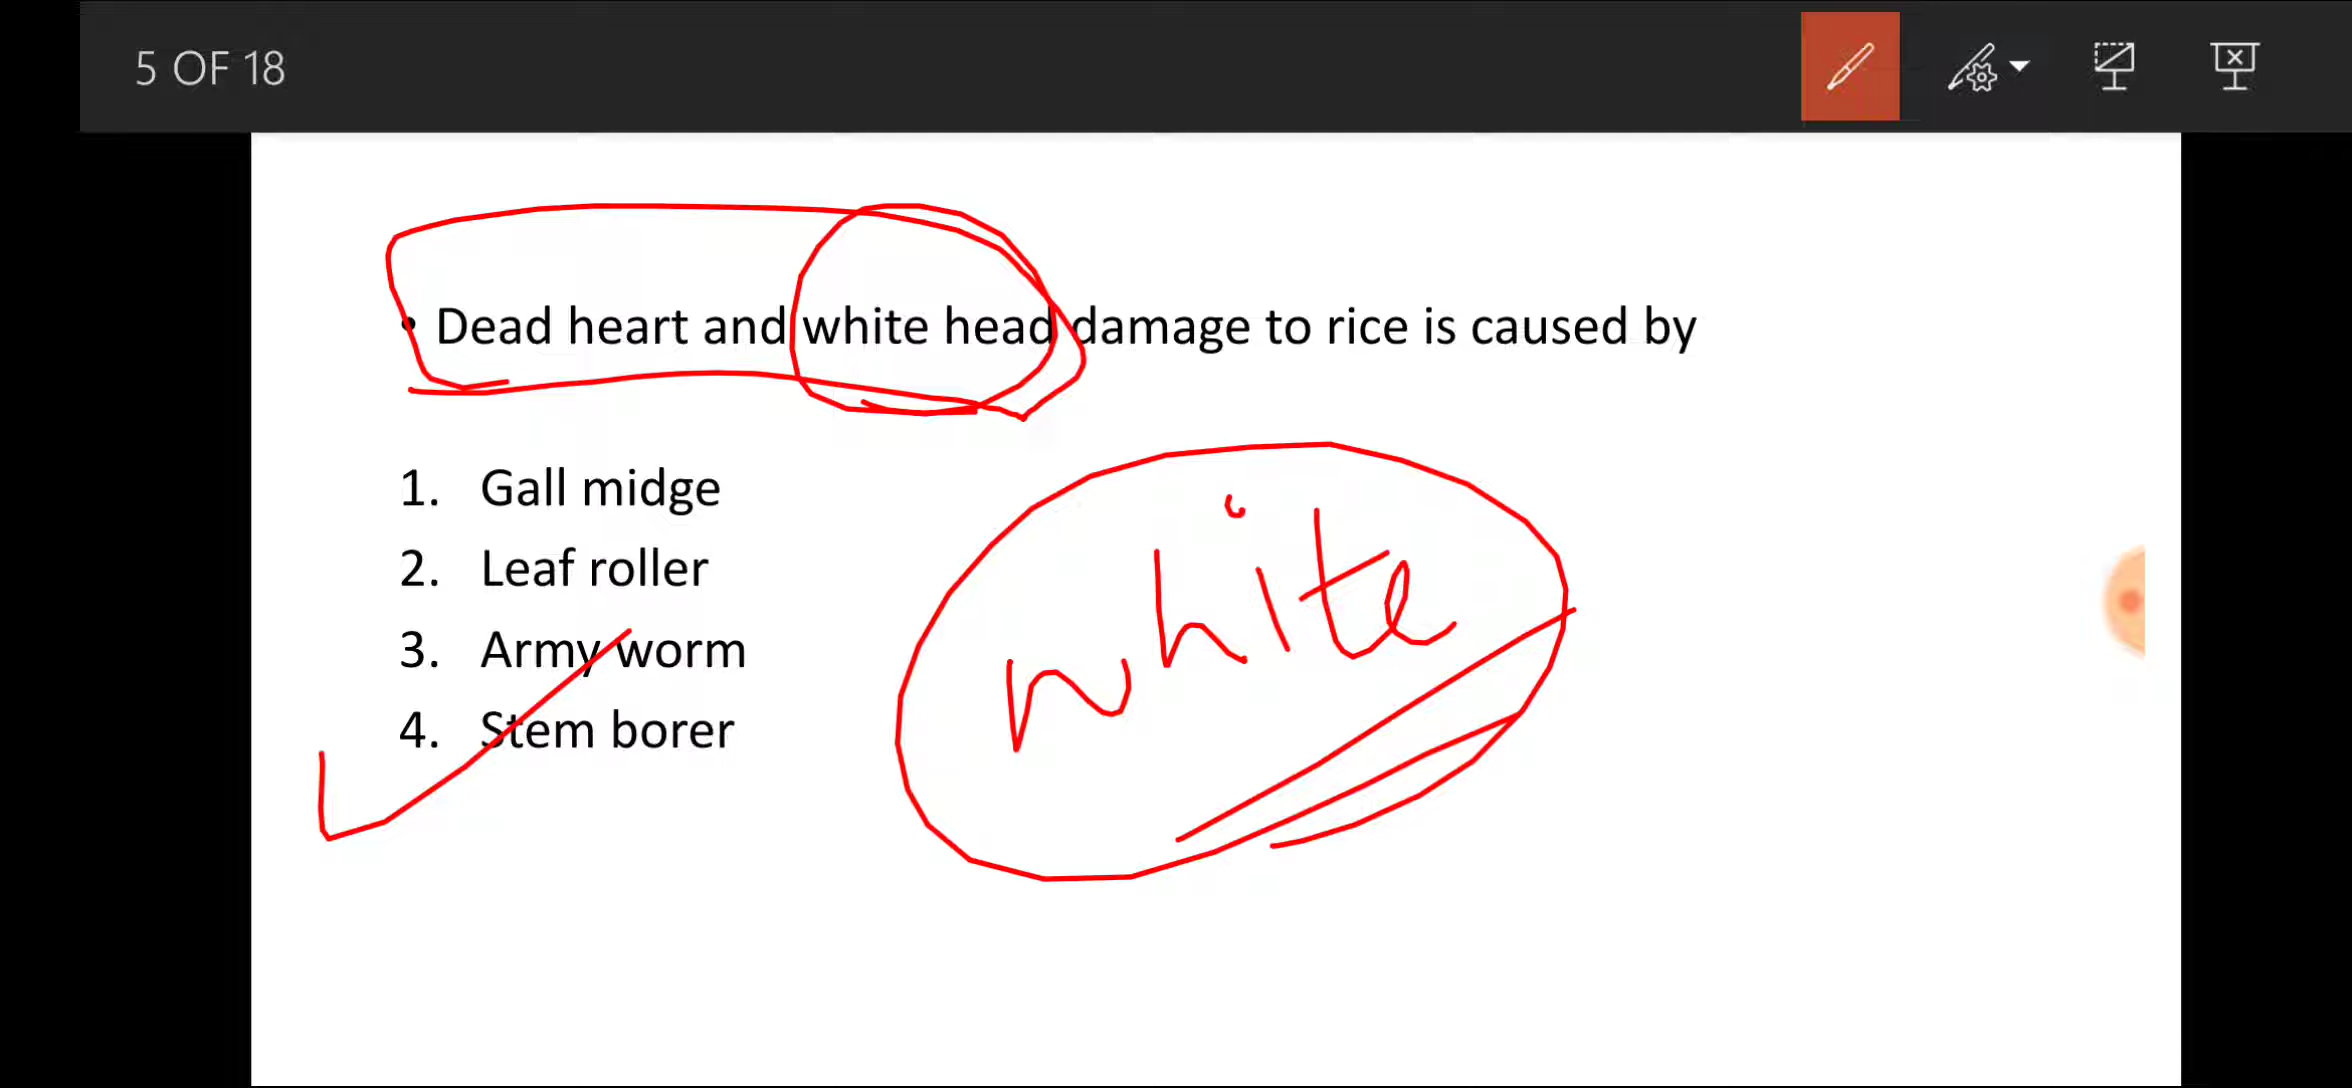 5 OF 18
• Dead heart and white head damage to rice is caused by
1. Gall midge
2. Leaf roller
3. Army worm
4. Stem borer
white